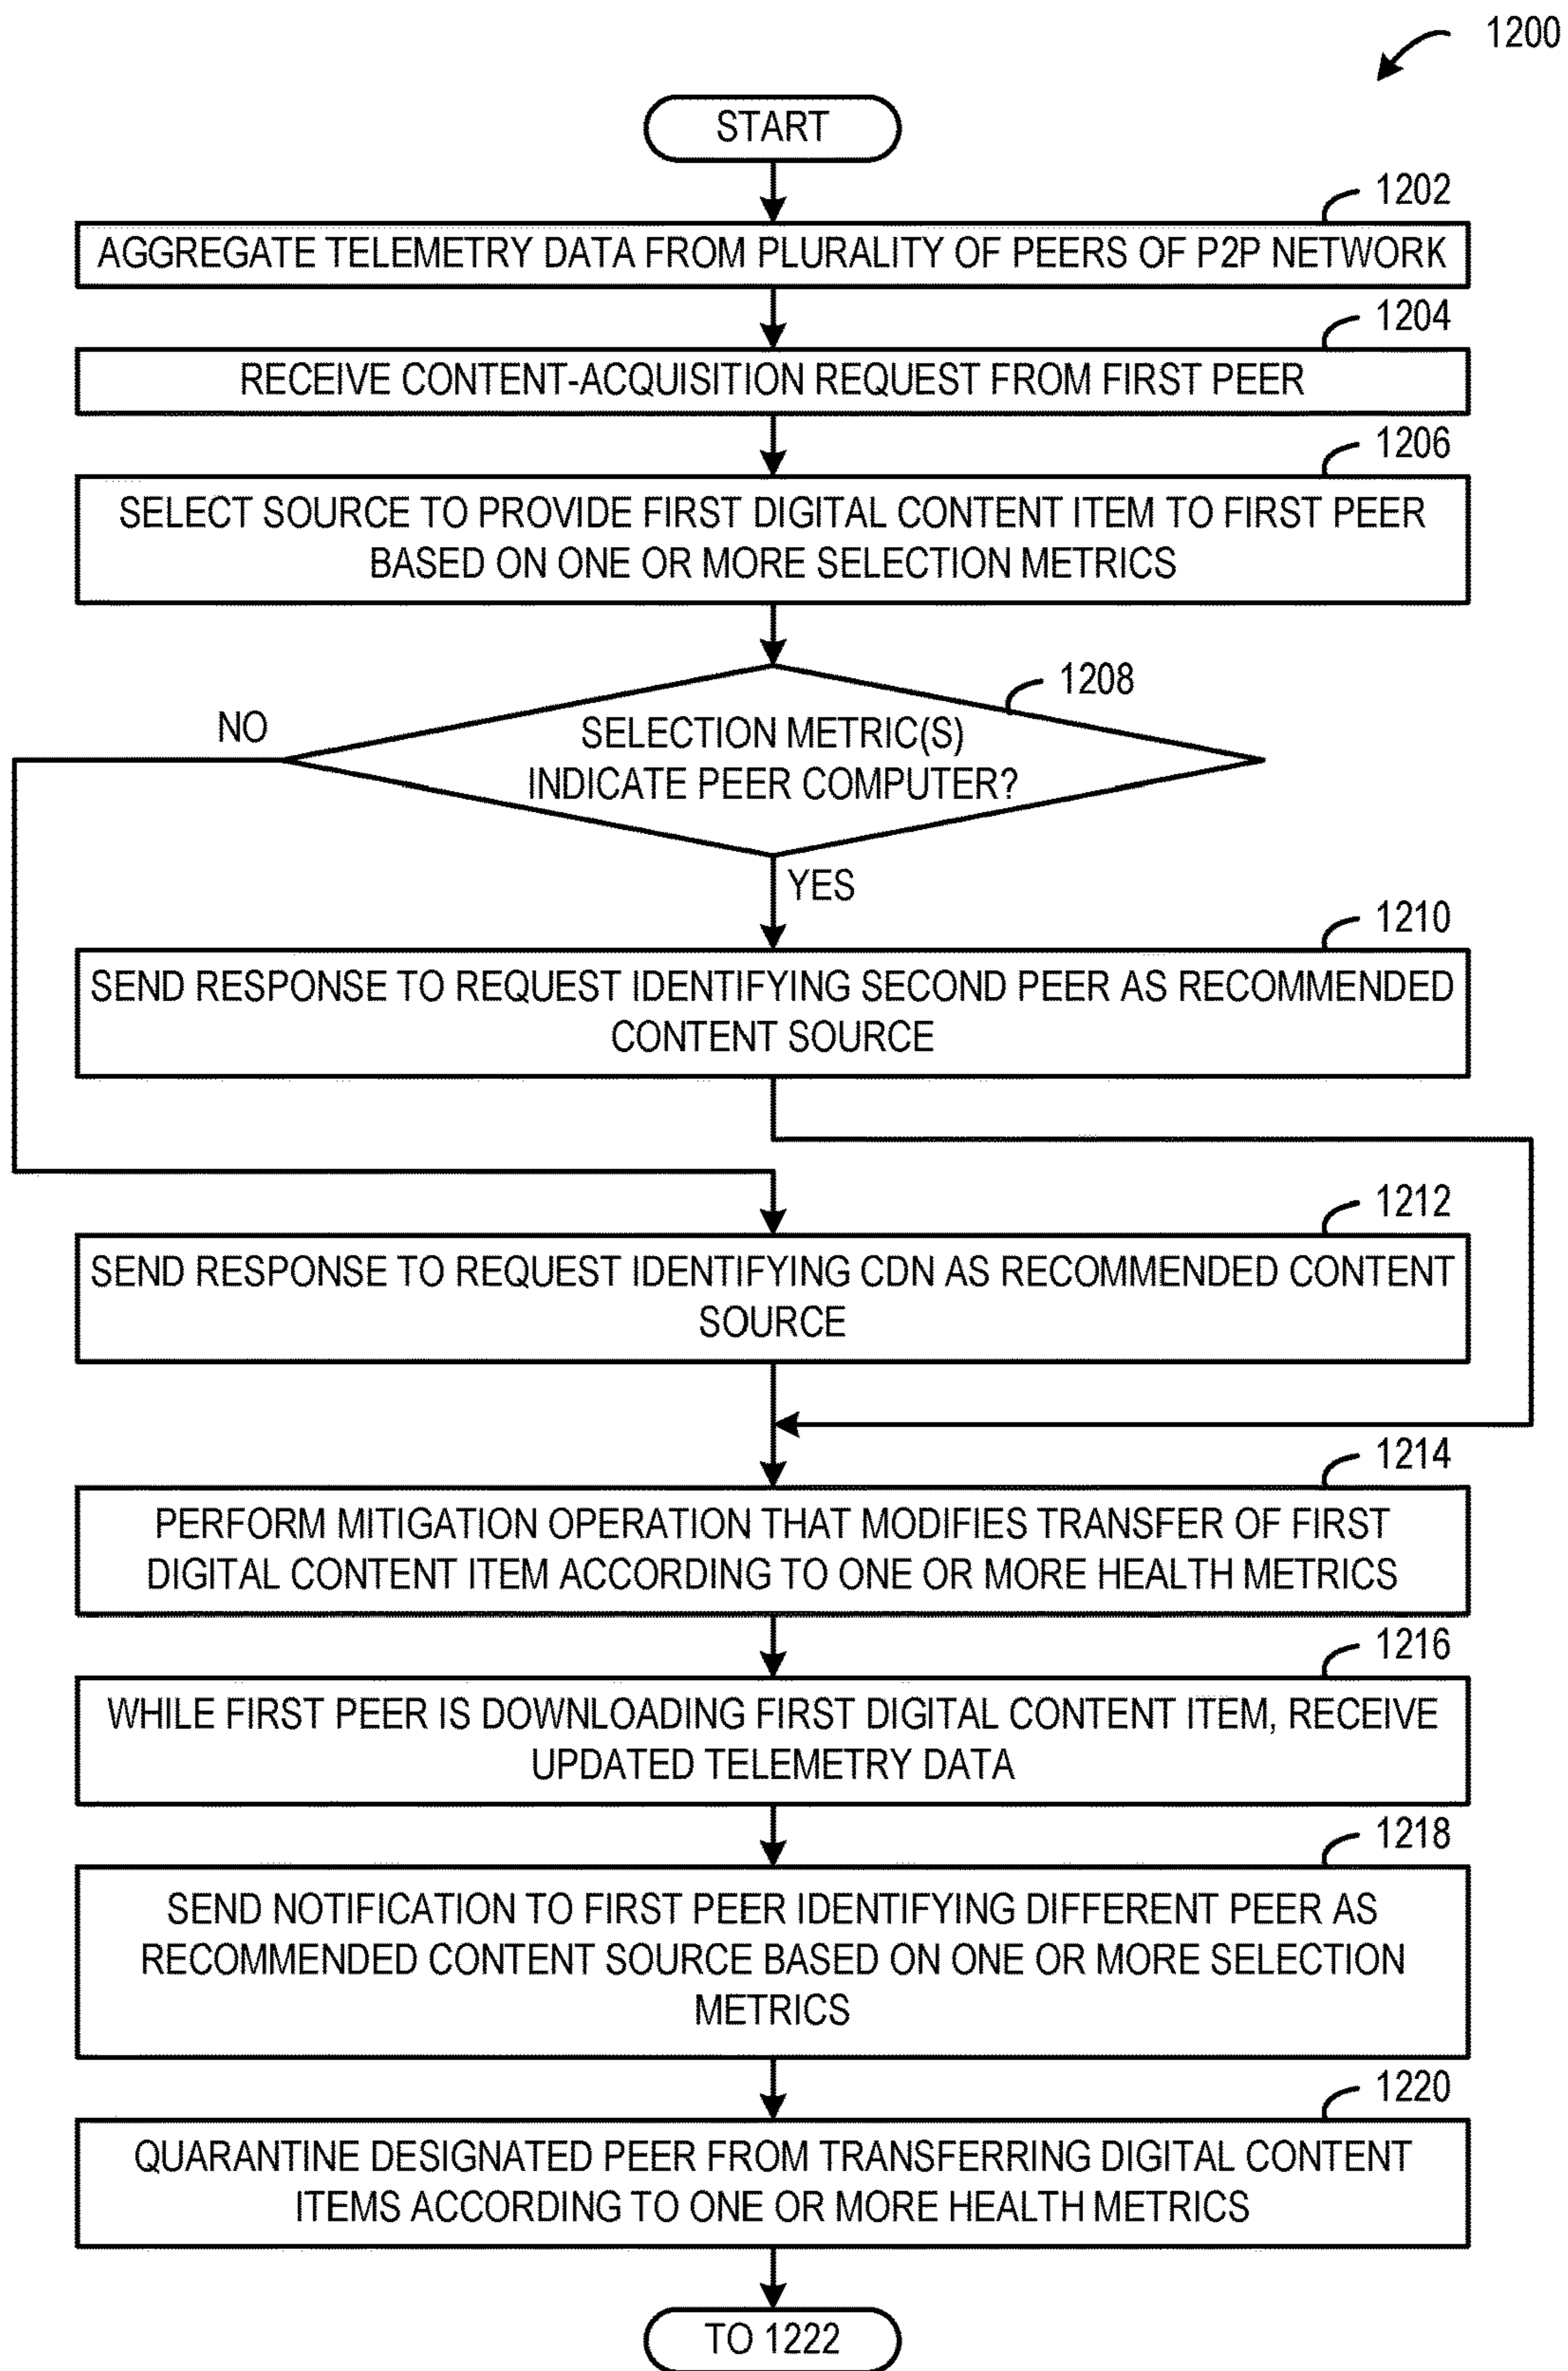 1200
START
1202
AGGREGATE TELEMETRY DATA FROM PLURALITY OF PEERS OF P2P NETWORK
1204
RECEIVE CONTENT-ACQUISITION REQUEST FROM FIRST PEER
1206
SELECT SOURCE TO PROVIDE FIRST DIGITAL CONTENT ITEM TO FIRST PEER
BASED ON ONE OR MORE SELECTION METRICS
1208
NO
SELECTION METRIC(S)
INDICATE PEER COMPUTER?
YES
1210
SEND RESPONSE TO REQUEST IDENTIFYING SECOND PEER AS RECOMMENDED
CONTENT SOURCE
1212
SEND RESPONSE TO REQUEST IDENTIFYING CDN AS RECOMMENDED CONTENT
SOURCE
1214
PERFORM MITIGATION OPERATION THAT MODIFIES TRANSFER OF FIRST
DIGITAL CONTENT ITEM ACCORDING TO ONE OR MORE HEALTH METRICS
1216
WHILE FIRST PEER IS DOWNLOADING FIRST DIGITAL CONTENT ITEM, RECEIVE
UPDATED TELEMETRY DATA
1218
SEND NOTIFICATION TO FIRST PEER IDENTIFYING DIFFERENT PEER AS
RECOMMENDED CONTENT SOURCE BASED ON ONE OR MORE SELECTION
METRICS
1220
QUARANTINE DESIGNATED PEER FROM TRANSFERRING DIGITAL CONTENT
ITEMS ACCORDING TO ONE OR MORE HEALTH METRICS
TO 1222